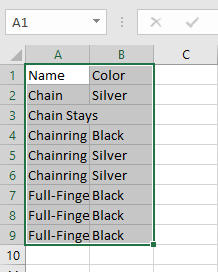 A1
A B C
1 Name Color
2 Chain Silver
3 Chain Stays
4 Chainring Black
5 Chainring Silver
6 Chainring Silver
7 Full-Finge Black
8 Full-Finge Black
9 Full-Finge Black
10